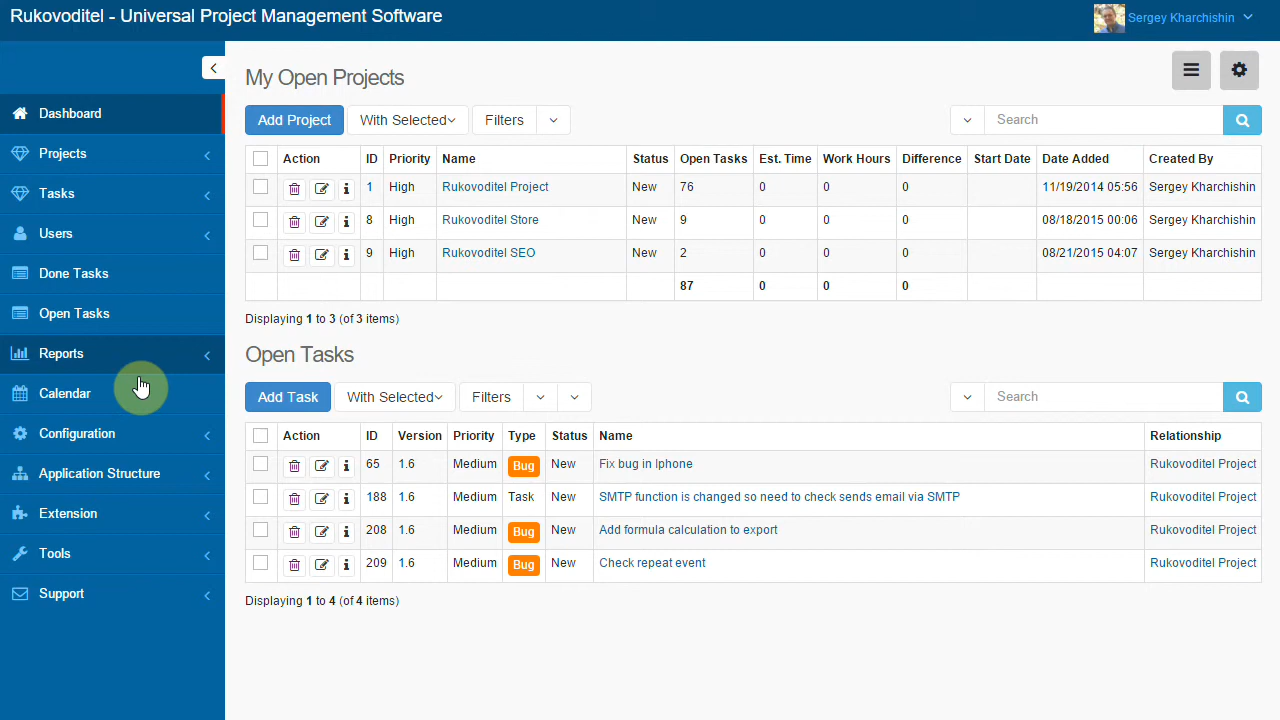 Rukovoditel - Universal Project Management Software
Sergey Kharchishin
Dashboard
Projects
Tasks
Users
Done Tasks
Open Tasks
Reports
Calendar
Configuration
Application Structure
Extension
Tools
Support
My Open Projects
Add Project With Selected Filters Search
Action ID Priority Name Status Open Tasks Est. Time Work Hours Difference Start Date Date Added Created By
1 High Rukovoditel Project New 76 0 0 0 11/19/2014 05:56 Sergey Kharchishin
8 High Rukovoditel Store New 9 0 0 0 08/18/2015 00:06 Sergey Kharchishin
9 High Rukovoditel SEO New 2 0 0 0 08/21/2015 04:07 Sergey Kharchishin
87 0 0 0
Displaying 1 to 3 (of 3 items)
Open Tasks
Add Task With Selected Filters Search
Action ID Version Priority Type Status Name Relationship
65 1.6 Medium Bug New Fix bug in Iphone Rukovoditel Project
188 1.6 Medium Task New SMTP function is changed so need to check sends email via SMTP Rukovoditel Project
208 1.6 Medium Bug New Add formula calculation to export Rukovoditel Project
209 1.6 Medium Bug New Check repeat event Rukovoditel Project
Displaying 1 to 4 (of 4 items)